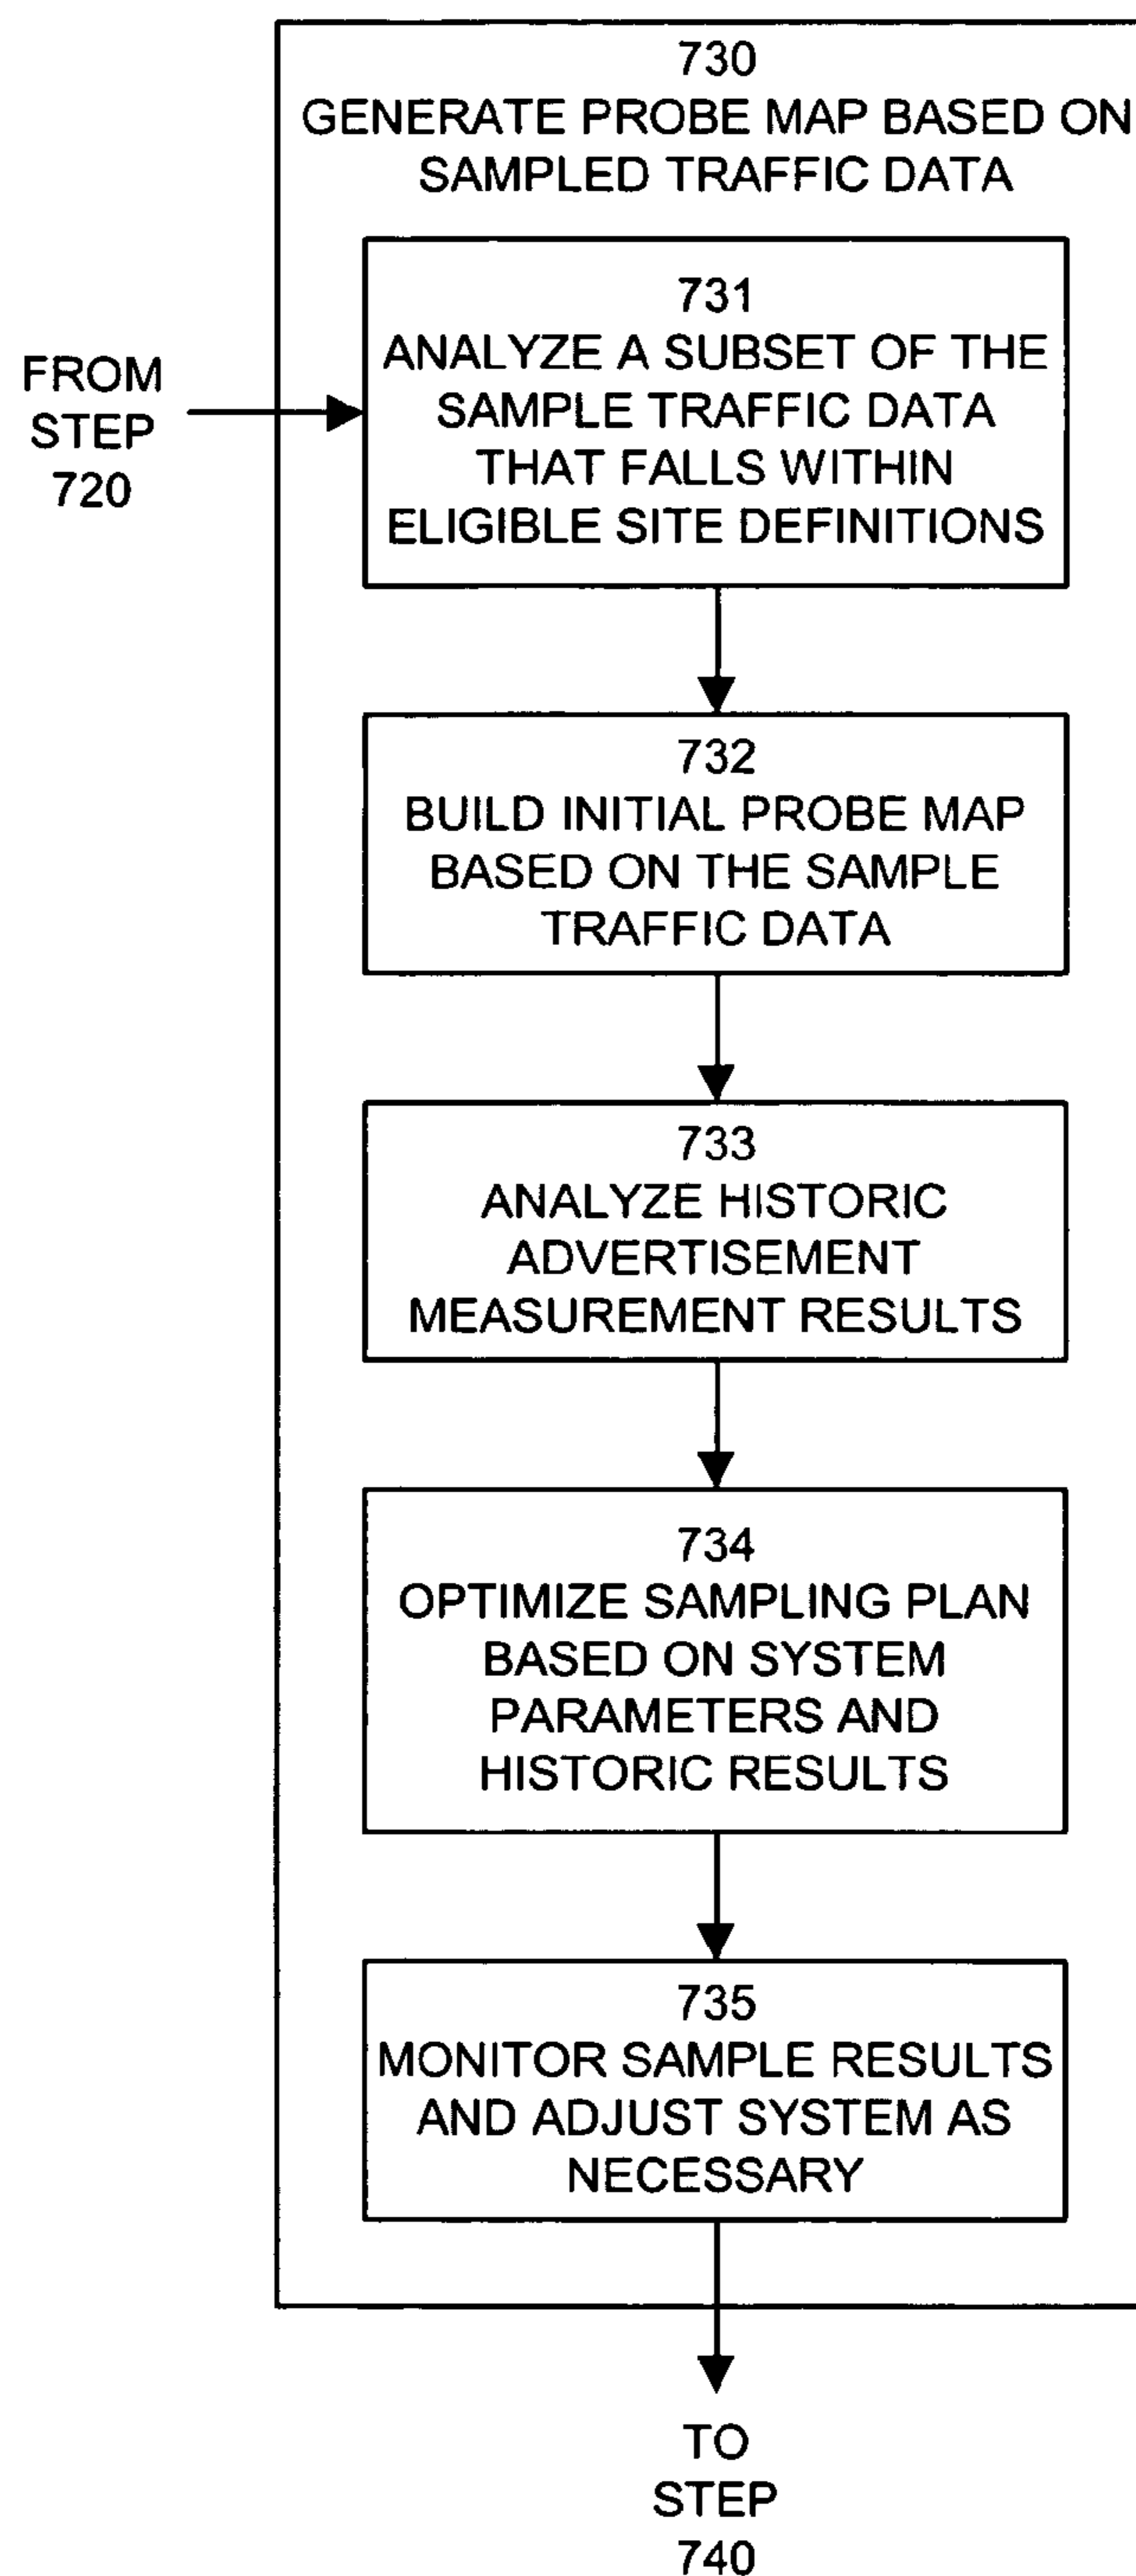 730
GENERATE PROBE MAP BASED ON
SAMPLED TRAFFIC DATA
731
ANALYZE A SUBSET OF THE
SAMPLE TRAFFIC DATA
THAT FALLS WITHIN
ELIGIBLE SITE DEFINITIONS
FROM
STEP
720
732
BUILD INITIAL PROBE MAP
BASED ON THE SAMPLE
TRAFFIC DATA
733
ANALYZE HISTORIC
ADVERTISEMENT
MEASUREMENT RESULTS
734
OPTIMIZE SAMPLING PLAN
BASED ON SYSTEM
PARAMETERS AND
HISTORIC RESULTS
735
MONITOR SAMPLE RESULTS
AND ADJUST SYSTEM AS
NECESSARY
TO
STEP
740